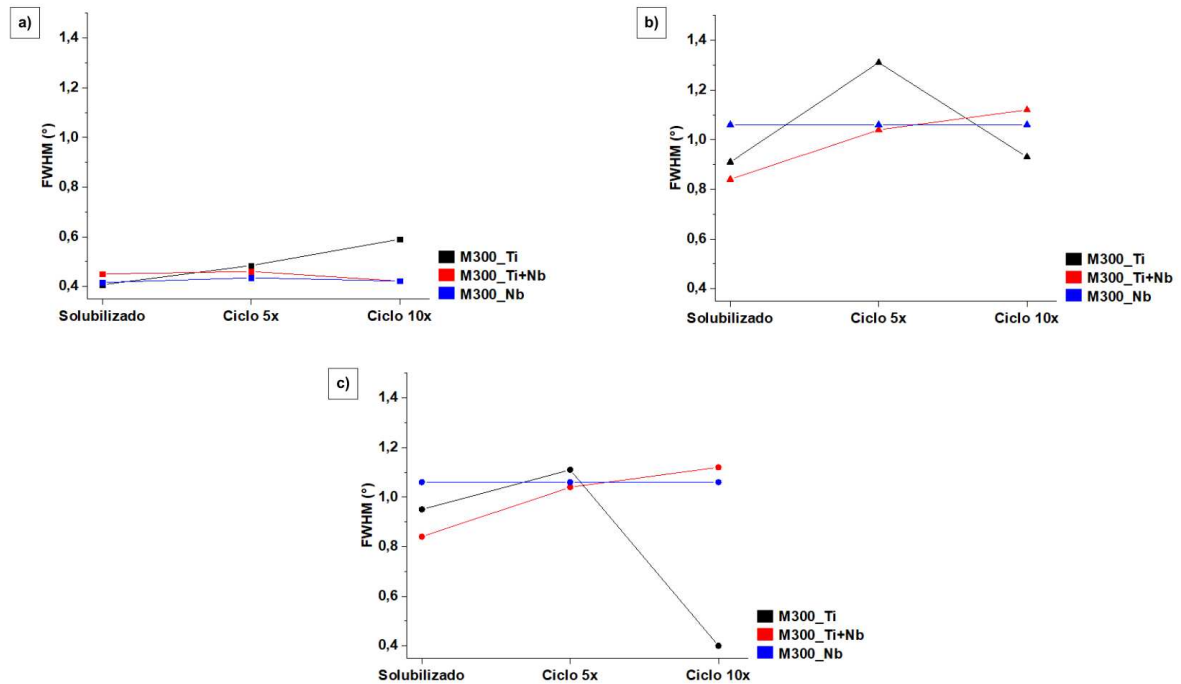 a)
1,4
1,2
1,0
0,8
0,6
0,4
FWHM (°)
Solubilizado
Ciclo 5x
Ciclo 10x
M300_Ti
M300_Ti+Nb
M300_Nb
b)
1,4
1,2
1,0
0,8
0,6
0,4
FWHM (°)
Solubilizado
Ciclo 5x
Ciclo 10x
M300_Ti
M300_Ti+Nb
M300_Nb
c)
1,4
1,2
1,0
0,8
0,6
0,4
FWHM (°)
Solubilizado
Ciclo 5x
Ciclo 10x
M300_Ti
M300_Ti+Nb
M300_Nb